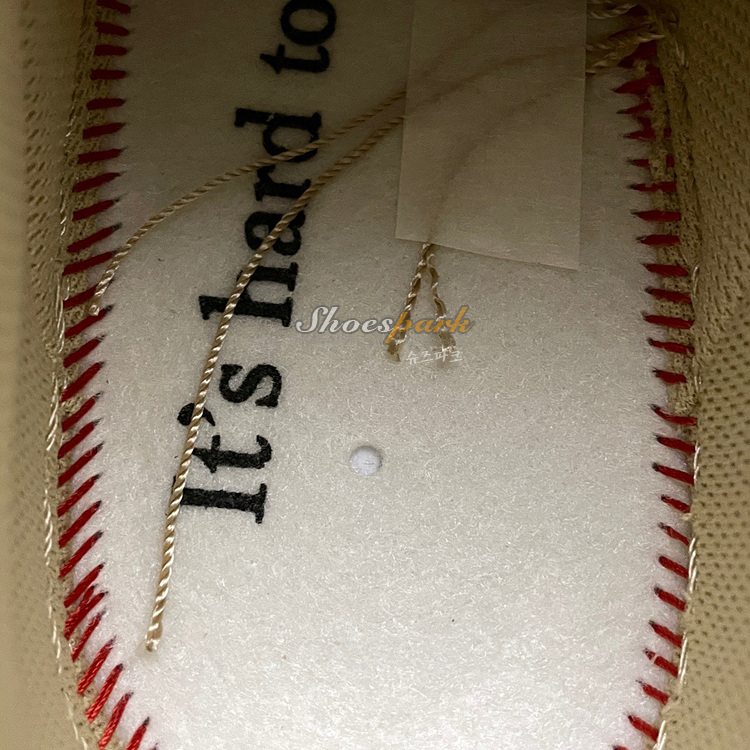 It's hard to
Shoespark
슈즈파크